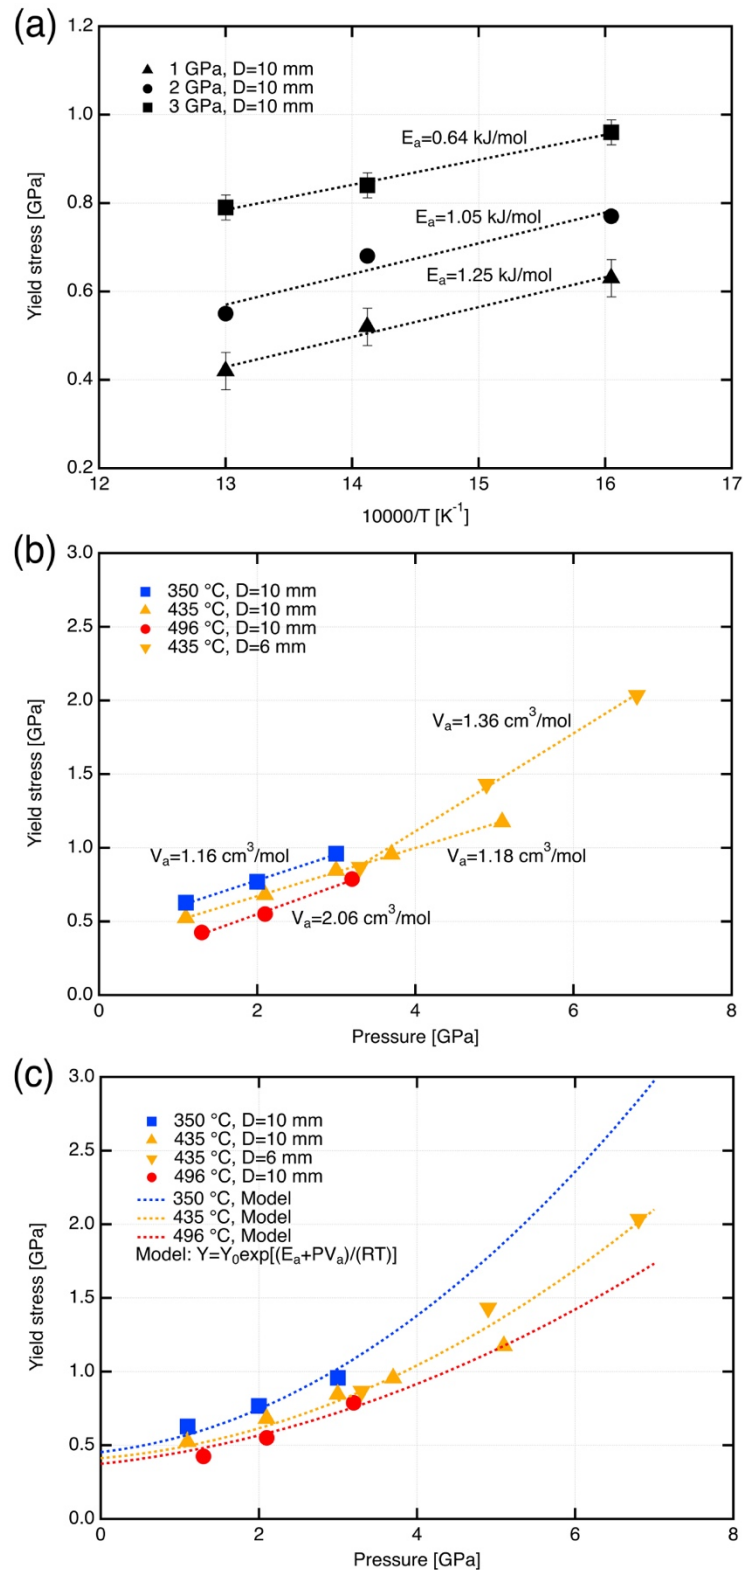 (a)
1.2
1.0
0.8
0.6
0.4
0.2
Yield stress [GPa]
1 GPa, D=10 mm
2 GPa, D=10 mm
3 GPa, D=10 mm
Eₐ=0.64 kJ/mol
Eₐ=1.05 kJ/mol
Eₐ=1.25 kJ/mol
12 13 14 15 16 17
10000/T [K⁻¹]
(b)
3.0
2.5
2.0
1.5
1.0
0.5
0.0
Yield stress [GPa]
350 °C, D=10 mm
435 °C, D=10 mm
496 °C, D=10 mm
435 °C, D=6 mm
Vₐ=1.36 cm³/mol
Vₐ=1.16 cm³/mol
Vₐ=1.18 cm³/mol
Vₐ=2.06 cm³/mol
0 2 4 6 8
Pressure [GPa]
(c)
3.0
2.5
2.0
1.5
1.0
0.5
0.0
Yield stress [GPa]
350 °C, D=10 mm
435 °C, D=10 mm
435 °C, D=6 mm
496 °C, D=10 mm
350 °C, Model
435 °C, Model
496 °C, Model
Model: Y=Y₀exp[(Eₐ+PVₐ)/(RT)]
0 2 4 6 8
Pressure [GPa]